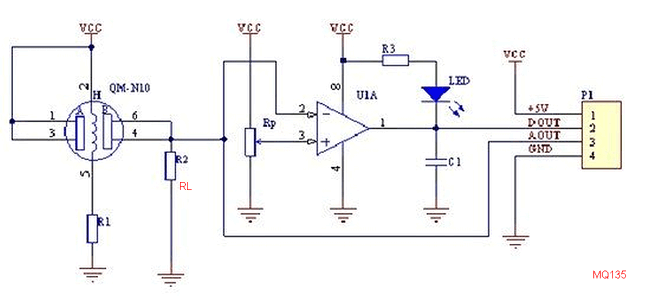 VCC
VCC
VCC
R3
VCC
QM-N10
H
2
A
B
1
6
3
4
5
R2
RL
R1
Rp
U1A
8
2
3
1
4
LED
C1
P1
+5V
1
DOUT
2
AOUT
3
GND
4
MQ135